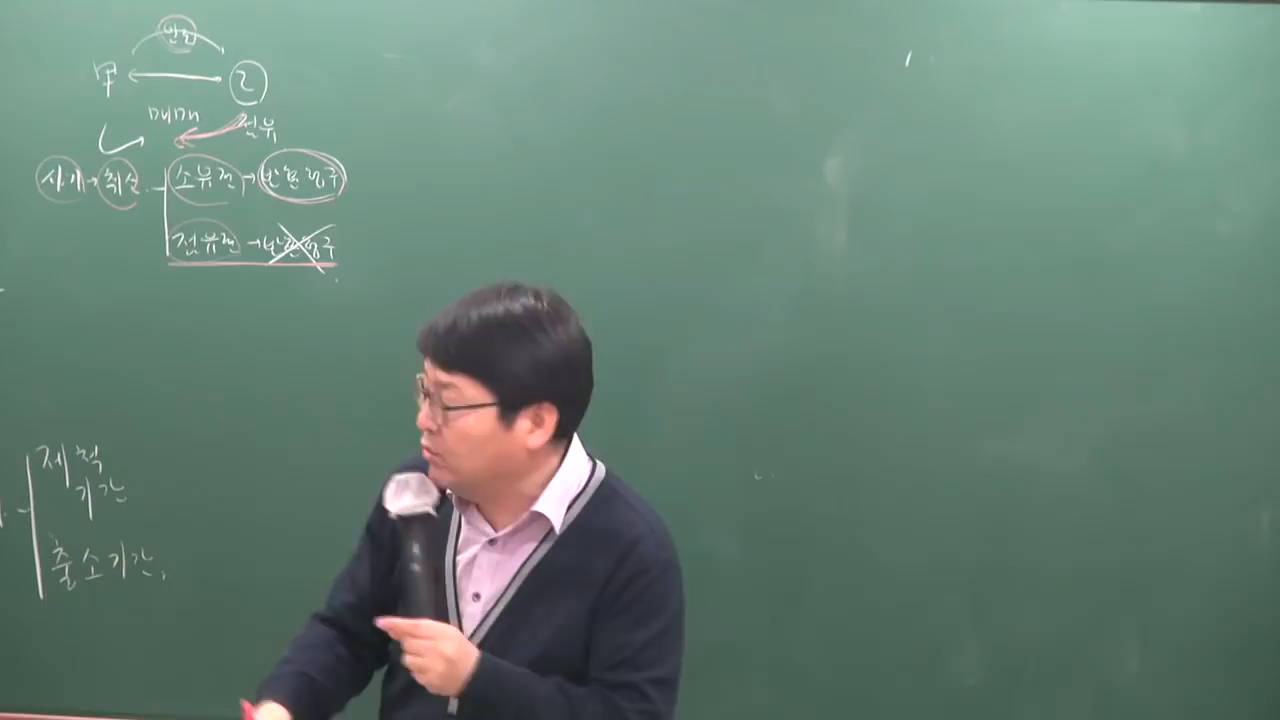 반환
甲 ↔ 乙
매매
점유
사기 → 취소 소유권 → 반환청구
점유권 → 반환청구
제척
기간
출소기간,